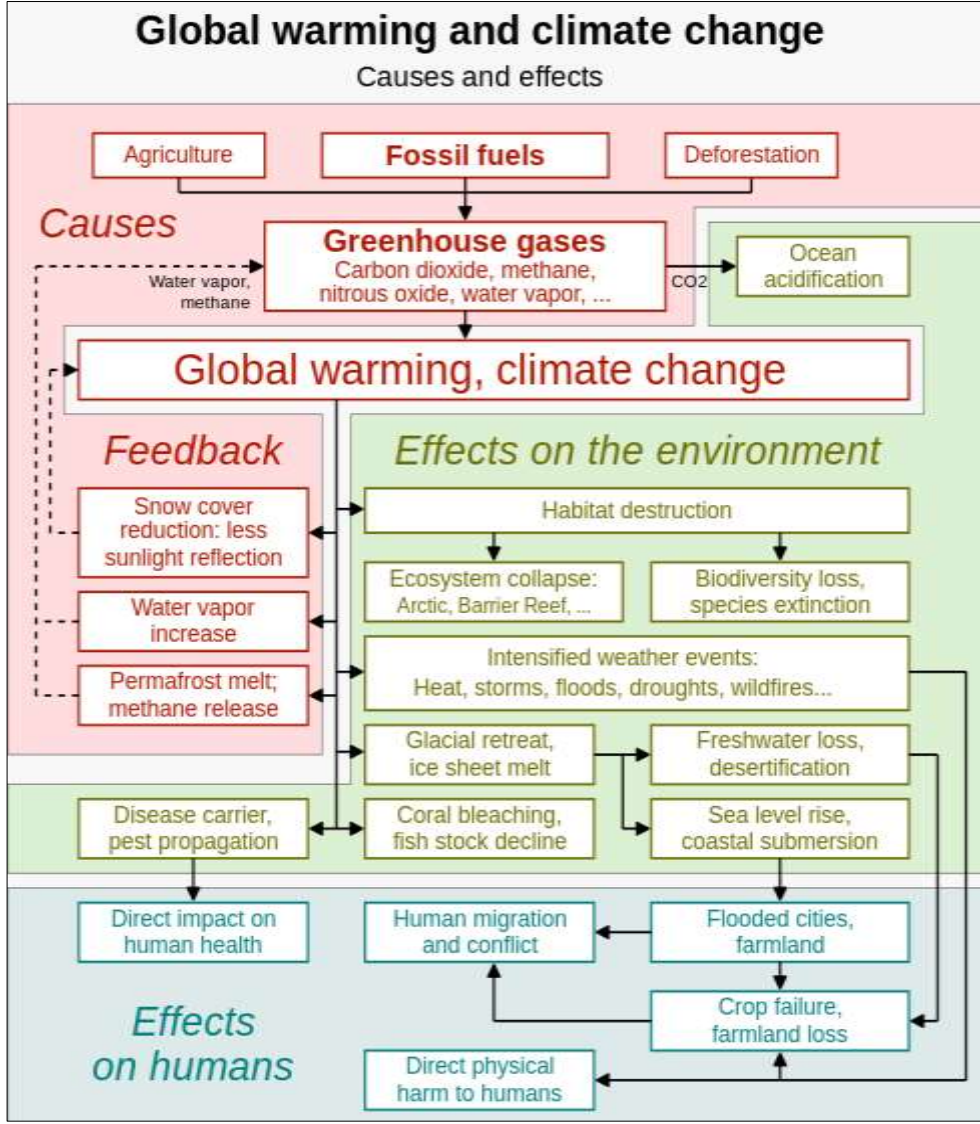 Global warming and climate change
Causes and effects
Agriculture
Fossil fuels
Deforestation
Causes
Greenhouse gases
Carbon dioxide, methane,
nitrous oxide, water vapor, ...
Water vapor,
methane
CO2
Ocean
acidification
Global warming, climate change
Feedback
Effects on the environment
Snow cover
reduction: less
sunlight reflection
Habitat destruction
Ecosystem collapse:
Arctic, Barrier Reef, ...
Biodiversity loss,
species extinction
Water vapor
increase
Intensified weather events:
Heat, storms, floods, droughts, wildfires...
Permafrost melt;
methane release
Glacial retreat,
ice sheet melt
Freshwater loss,
desertification
Disease carrier,
pest propagation
Coral bleaching,
fish stock decline
Sea level rise,
coastal submersion
Direct impact on
human health
Human migration
and conflict
Flooded cities,
farmland
Effects
on humans
Crop failure,
farmland loss
Direct physical
harm to humans